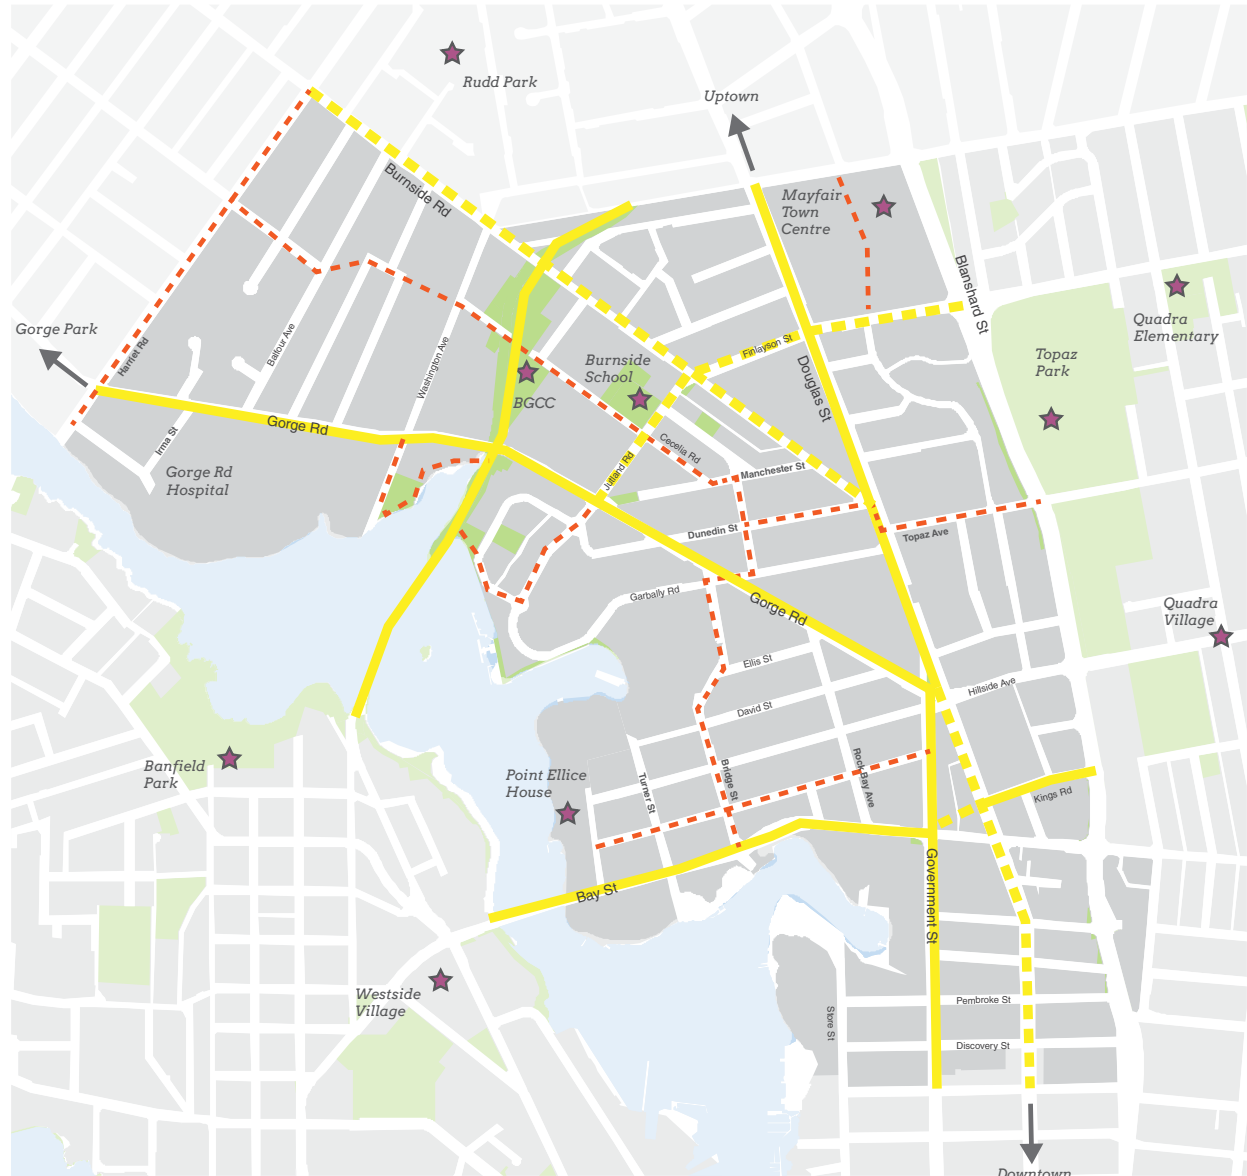 Rudd Park
Uptown
Burnside Rd
Mayfair
Town
Centre
Blanshard St
Quadra
Elementary
Gorge Park
Harriet Rd
Balfour Ave
Washington Ave
Finlayson St
Burnside
School
Topaz
Park
Douglas St
BGCC
Gorge Rd
Irma St
Cecelia Rd
Jutland Rd
Manchester St
Gorge Rd
Hospital
Dunedin St
Topaz Ave
Garbally Rd
Gorge Rd
Quadra
Village
Ellis St
Hillside Ave
David St
Banfield
Park
Point Ellice
House
Turner St
Bridge St
Rock Bay Ave
Kings Rd
Bay St
Government St
Westside
Village
Store St
Pembroke St
Discovery St
Downtown